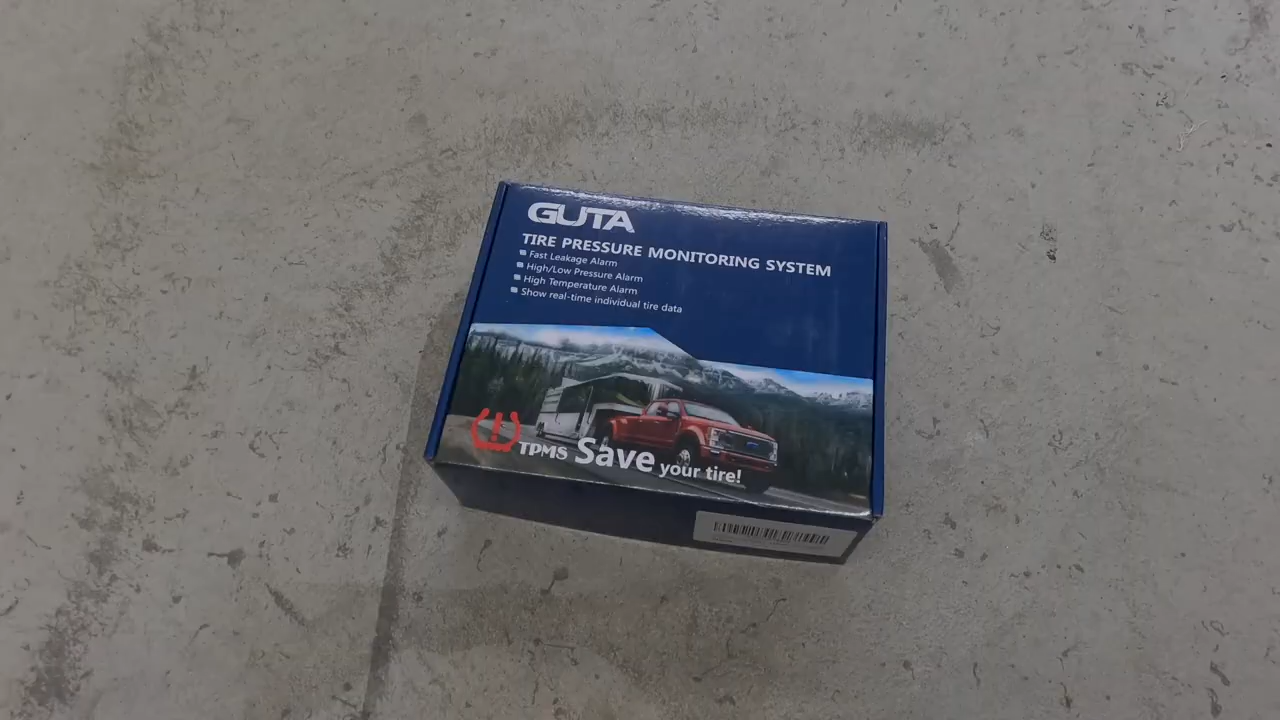 GUTA
TIRE PRESSURE MONITORING SYSTEM
Fast Leakage Alarm
High/Low Pressure Alarm
High Temperature Alarm
Show real-time individual tire data
TPMS Save your tire!